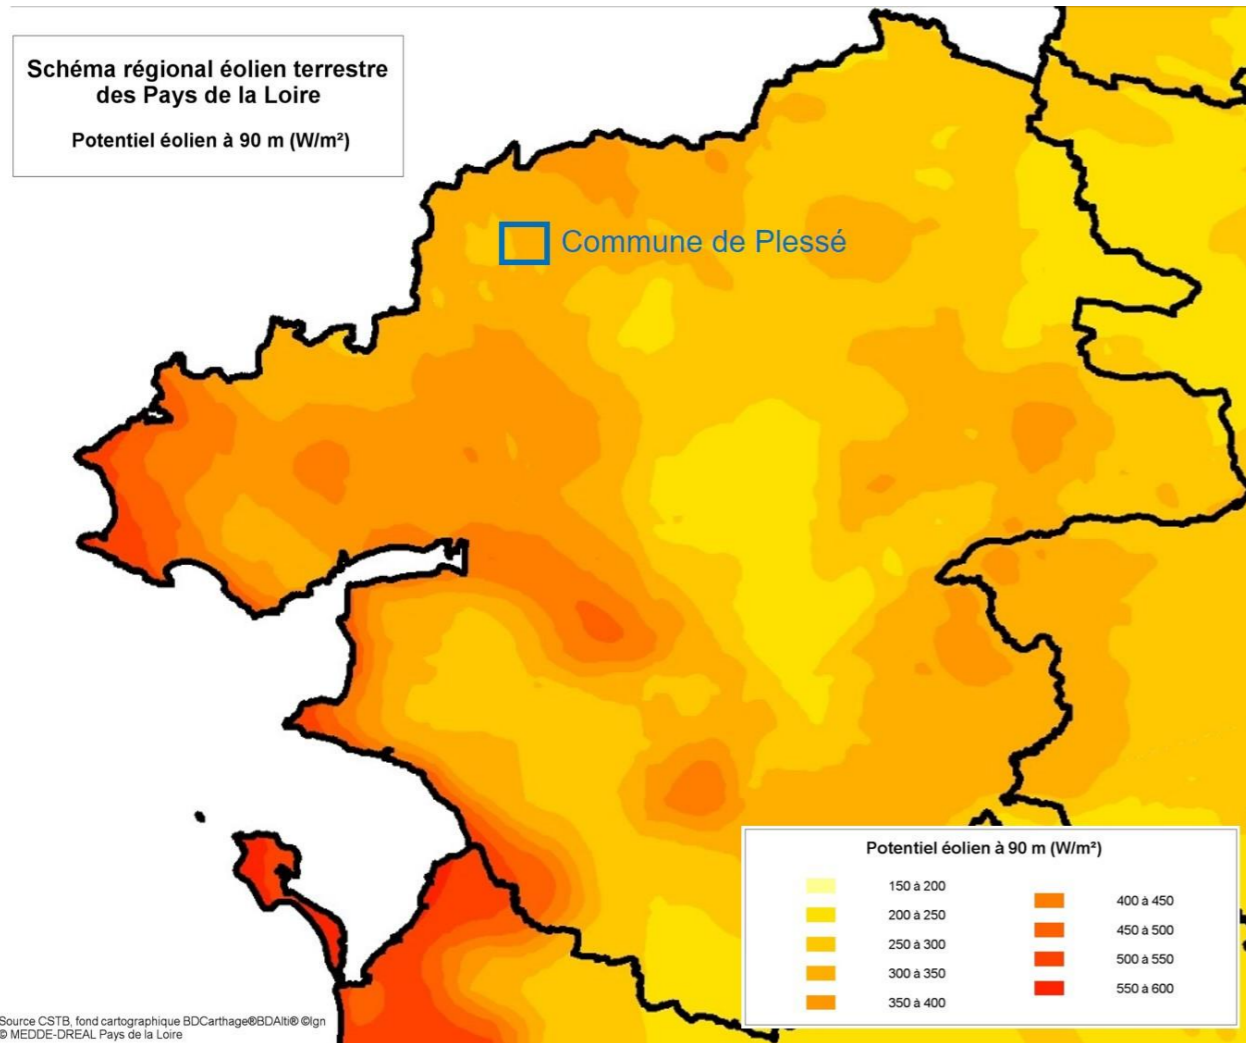 Schéma régional éolien terrestre
des Pays de la Loire
Potentiel éolien à 90 m (W/m²)
Commune de Plessé
Potentiel éolien à 90 m (W/m²)
150 à 200
200 à 250
250 à 300
300 à 350
350 à 400
400 à 450
450 à 500
500 à 550
550 à 600
Source CSTB, fond cartographique BDCarthage®BDAlti® ©Ign
© MEDDE-DREAL Pays de la Loire